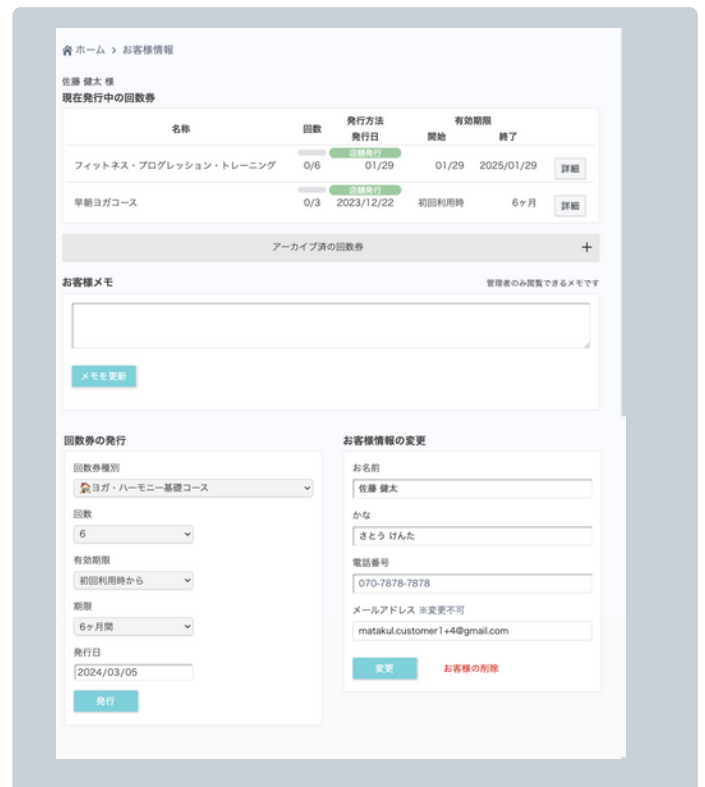 ホーム > お客様情報
佐藤 健太 様
現在発行中の回数券
名称 回数 発行方法 有効期限
発行日 開始 終了
店舗発行
フィットネス・プログレッション・トレーニング 0/6 01/29 01/29 2025/01/29 詳細
店舗発行
早朝ヨガコース 0/3 2023/12/22 初回利用時 6ヶ月 詳細
アーカイブ済の回数券 +
お客様メモ 管理者のみ閲覧できるメモです
メモを更新
回数券の発行
回数券種別
ヨガ・ハーモニー基礎コース
回数
6
有効期限
初回利用時から
期限
6ヶ月間
発行日
2024/03/05
発行
お客様情報の変更
お名前
佐藤 健太
かな
さとう けんた
電話番号
070-7878-7878
メールアドレス ※変更不可
matakul.customer1+4@gmail.com
変更 お客様の削除